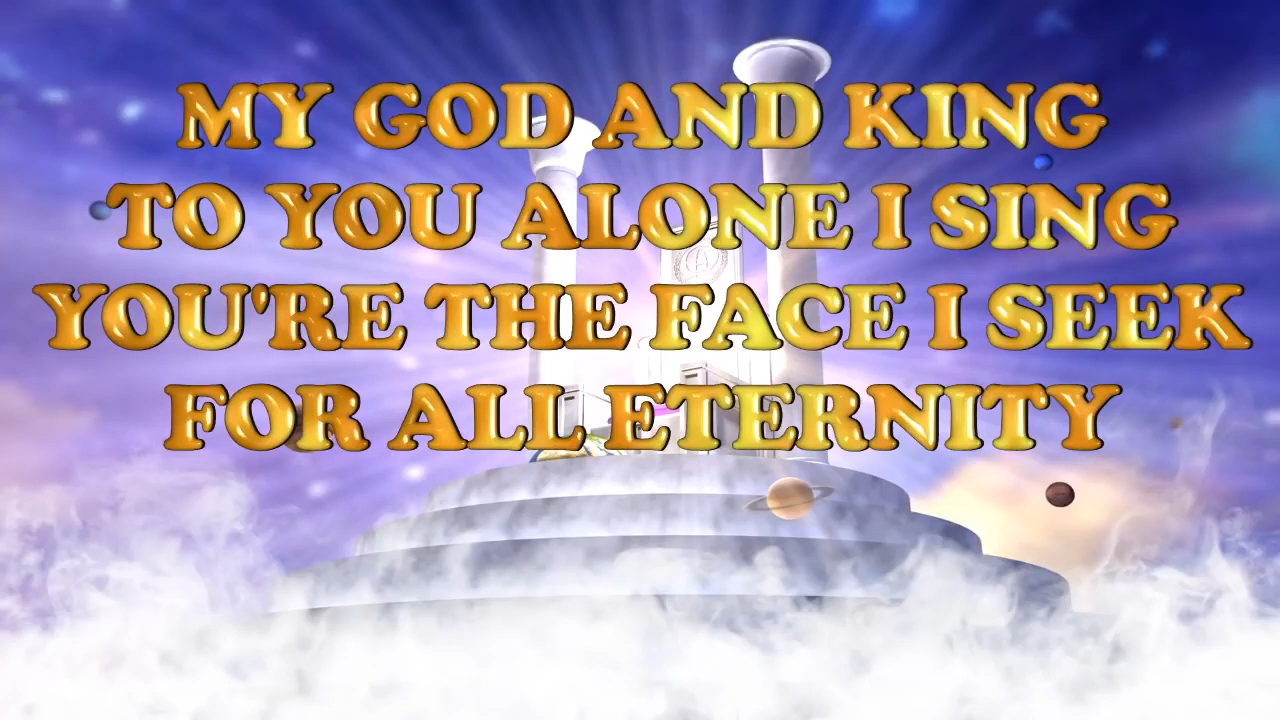 MY GOD AND KING
TO YOU ALONE I SING
YOU'RE THE FACE I SEEK
FOR ALL ETERNITY